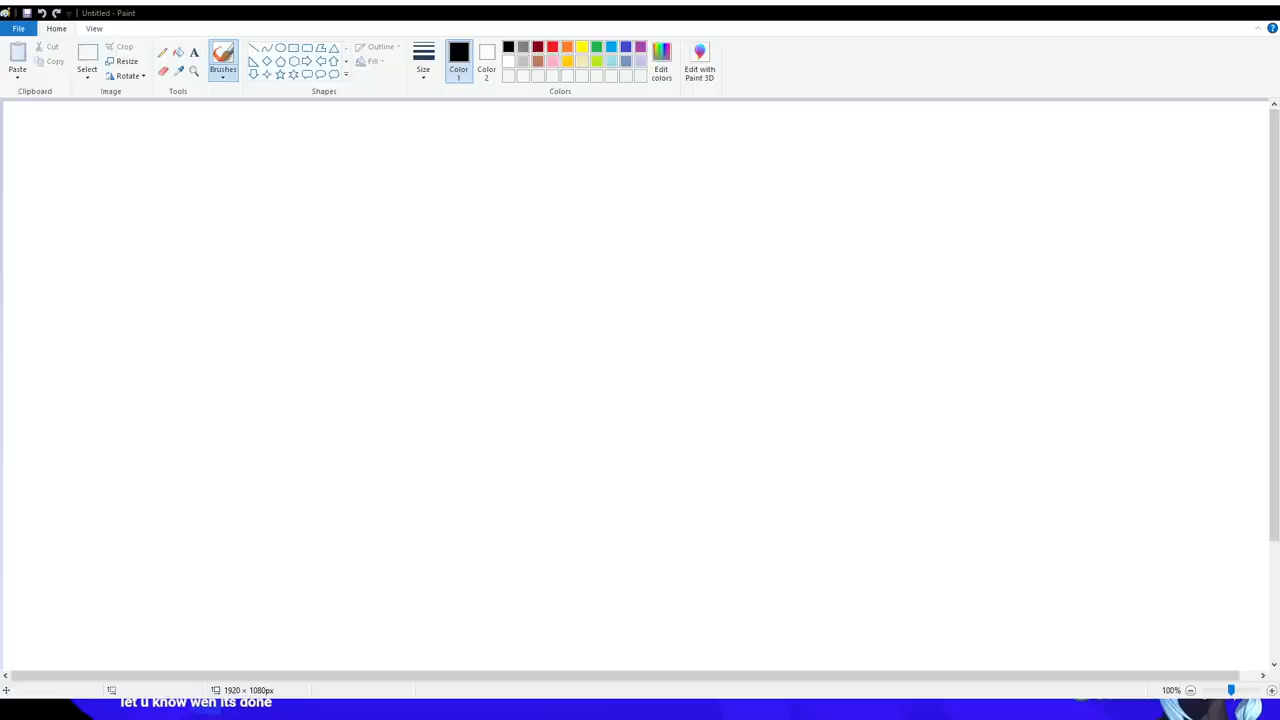 Untitled - Paint
File Home View
Paste Cut Copy Clipboard
Select Crop Resize Rotate Image
Tools
Brushes
Outline Fill Shapes
Size
Color 1 Color 2 Edit colors Colors
Edit with Paint 3D
1920 × 1080px 100%
let u know wen its done